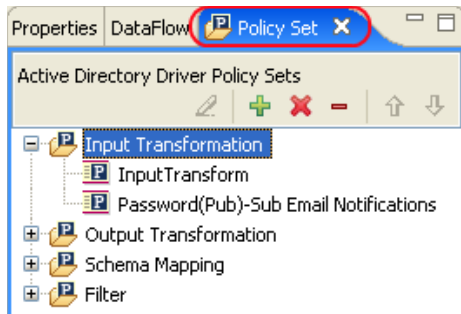 Properties DataFlow Policy Set
Active Directory Driver Policy Sets
Input Transformation
InputTransform
Password(Pub)-Sub Email Notifications
Output Transformation
Schema Mapping
Filter